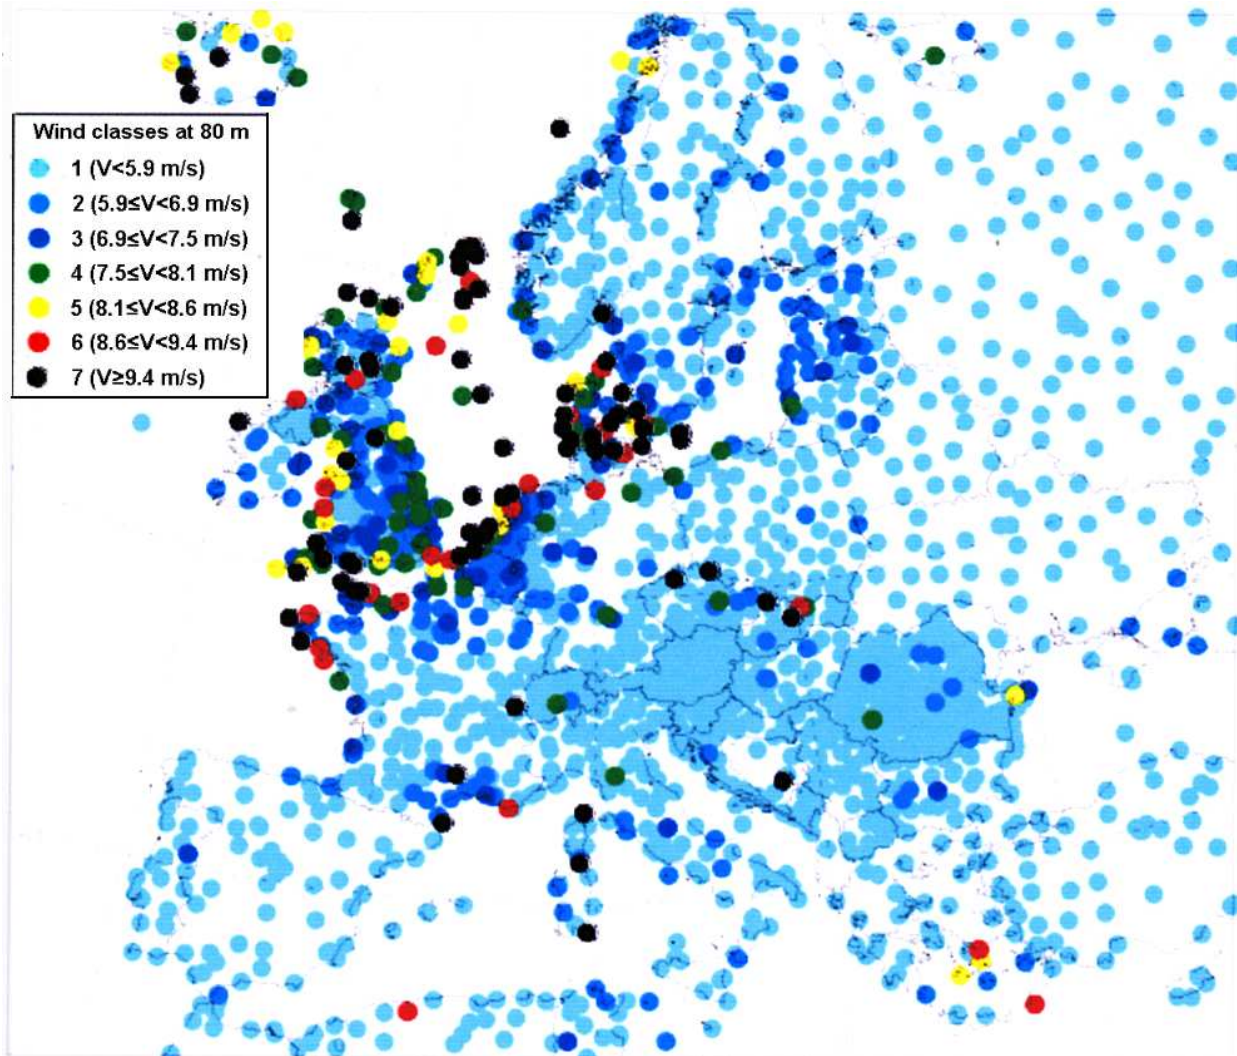 Wind classes at 80 m
1 (V<5.9 m/s)
2 (5.9≤V<6.9 m/s)
3 (6.9≤V<7.5 m/s)
4 (7.5≤V<8.1 m/s)
5 (8.1≤V<8.6 m/s)
6 (8.6≤V<9.4 m/s)
7 (V≥9.4 m/s)